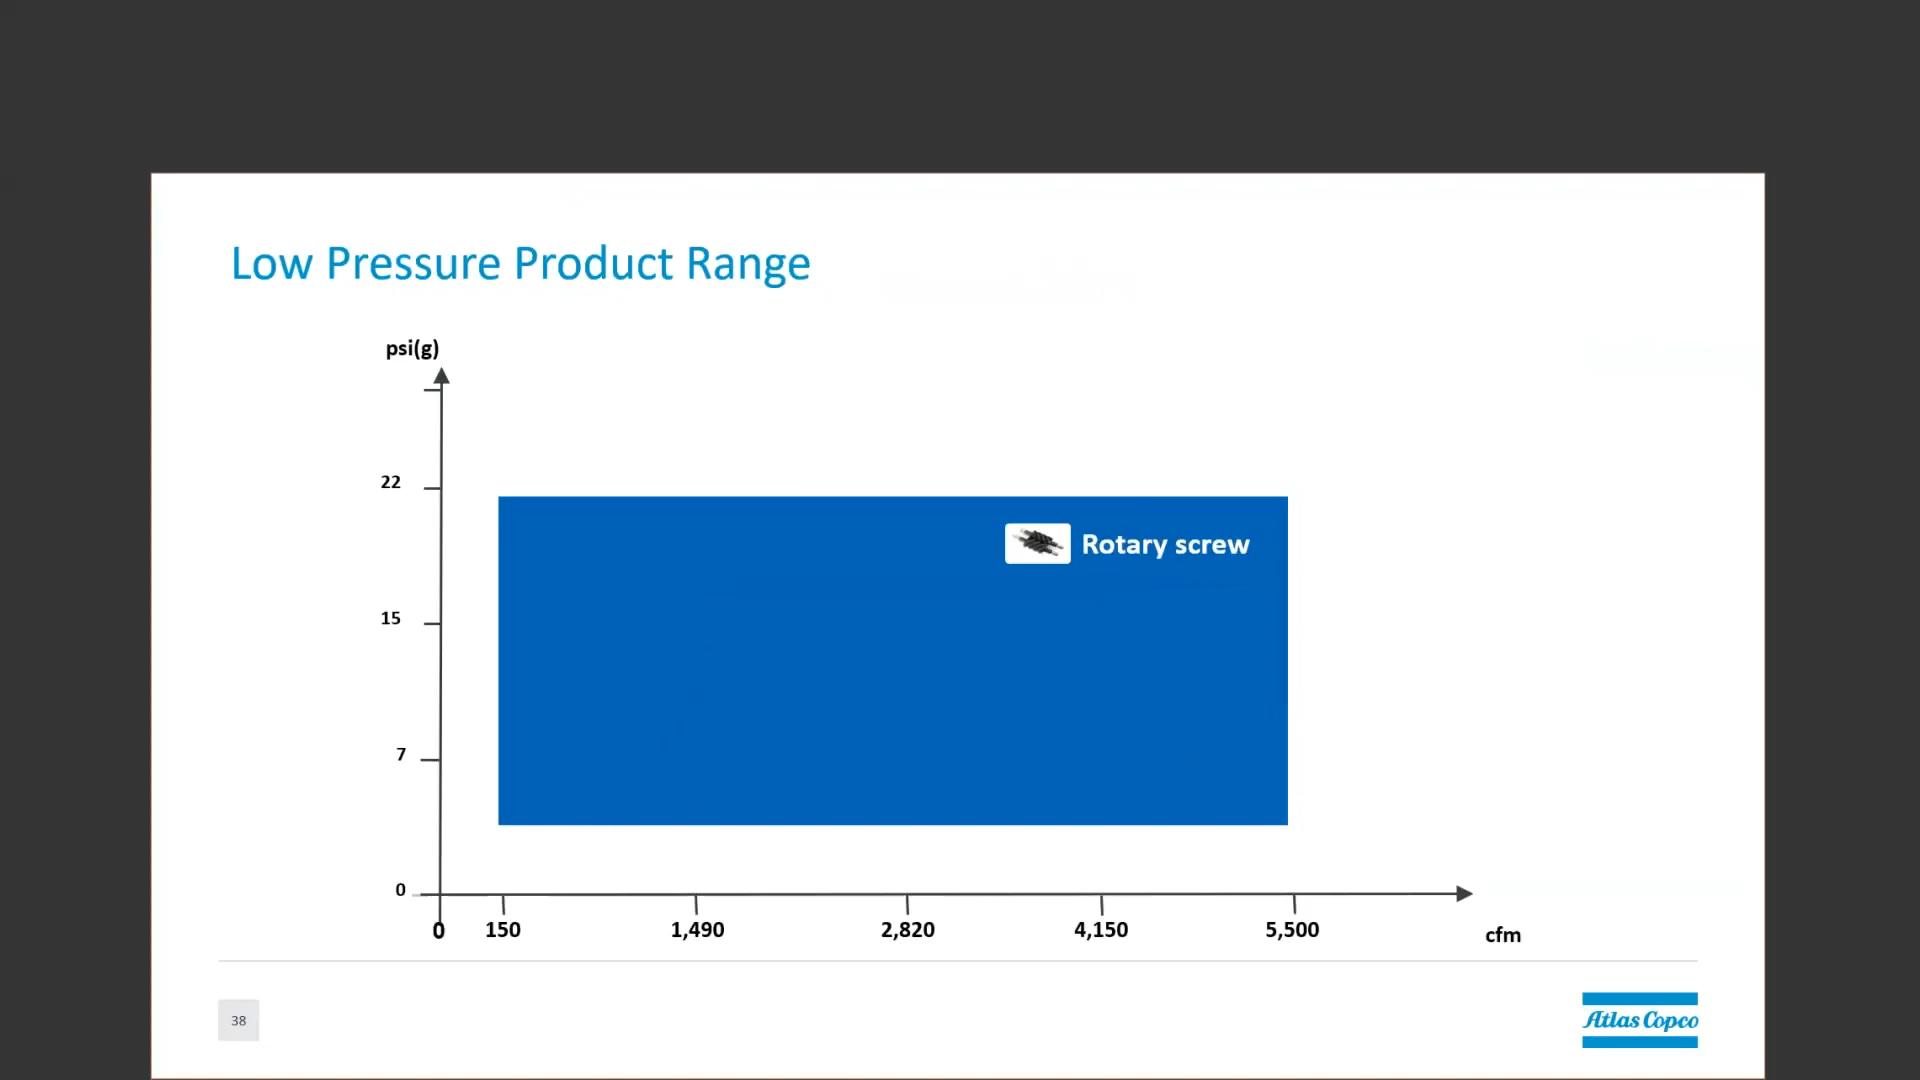 Low Pressure Product Range
psi(g)
22
Rotary screw
15
7
0
0 150 1,490 2,820 4,150 5,500 cfm
38
Atlas Copco